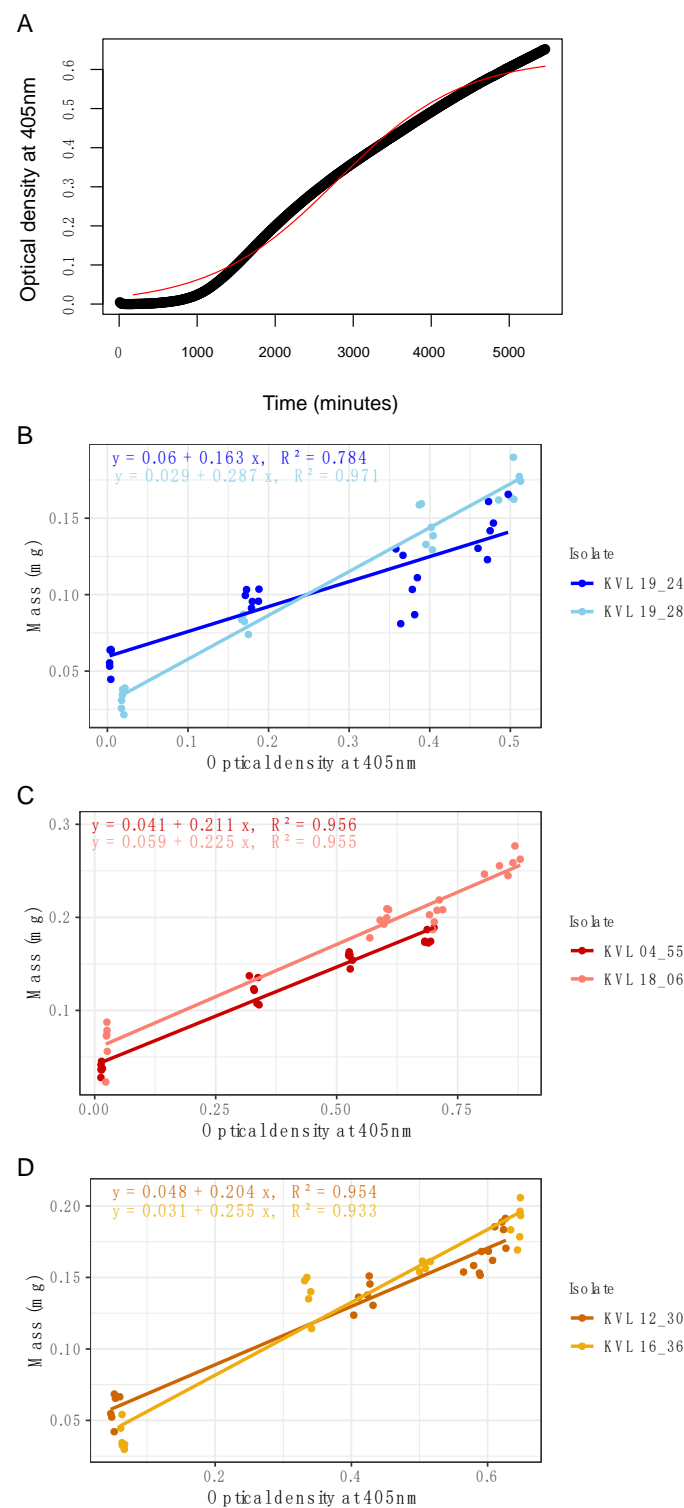 A
Optical density at 405nm
0.6
0.5
0.4
0.3
0.2
0.1
0.0
0 1000 2000 3000 4000 5000
Time (minutes)
B
y = 0.06 + 0.163 x, R² = 0.784
y = 0.029 + 0.287 x, R² = 0.971
Mass (mg)
0.15
0.10
0.05
0.0 0.1 0.2 0.3 0.4 0.5
Optical density at 405nm
Isolate
KVL 19_24
KVL 19_28
C
y = 0.041 + 0.211 x, R² = 0.956
y = 0.059 + 0.225 x, R² = 0.955
Mass (mg)
0.3
0.2
0.1
0.00 0.25 0.50 0.75
Optical density at 405nm
Isolate
KVL 04_55
KVL 18_06
D
y = 0.048 + 0.204 x, R² = 0.954
y = 0.031 + 0.255 x, R² = 0.933
Mass (mg)
0.20
0.15
0.10
0.05
0.2 0.4 0.6
Optical density at 405nm
Isolate
KVL 12_30
KVL 16_36